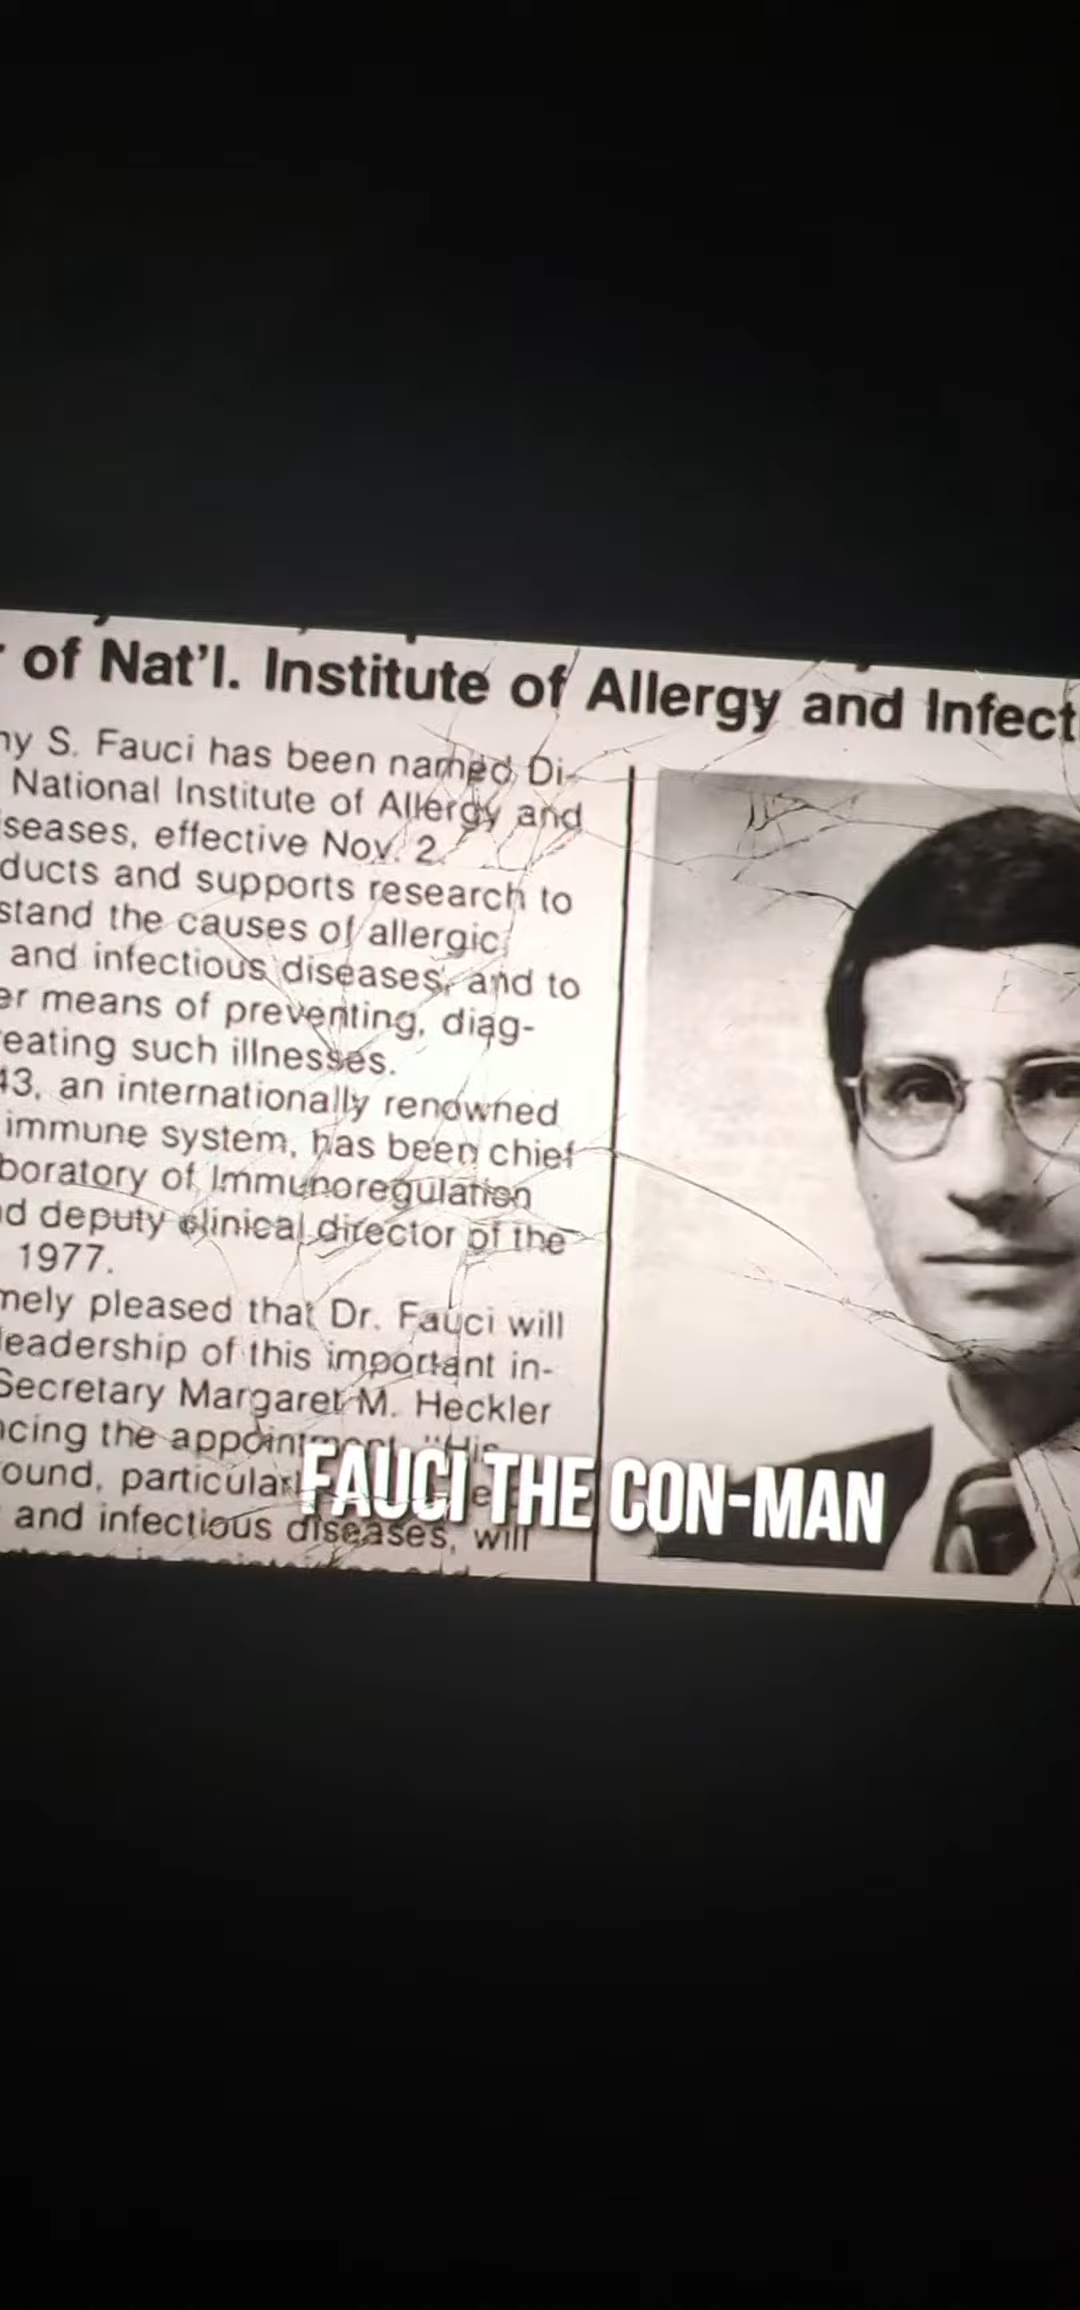 of Nat'l. Institute of Allergy and Infect
ny S. Fauci has been named Di-
National Institute of Allergy and
seases, effective Nov. 2.
ducts and supports research to
stand the causes of allergic,
and infectious diseases, and to
er means of preventing, diag-
eating such illnesses.
43, an internationally renowned
immune system, has been chief
boratory of Immunoregulation
nd deputy clinical director of the
1977.
mely pleased that Dr. Fauci will
leadership of this important in-
Secretary Margaret M. Heckler
ncing the appointment. "His
ound, particularl
and infectious diseases, will
FAUCI THE CON-MAN